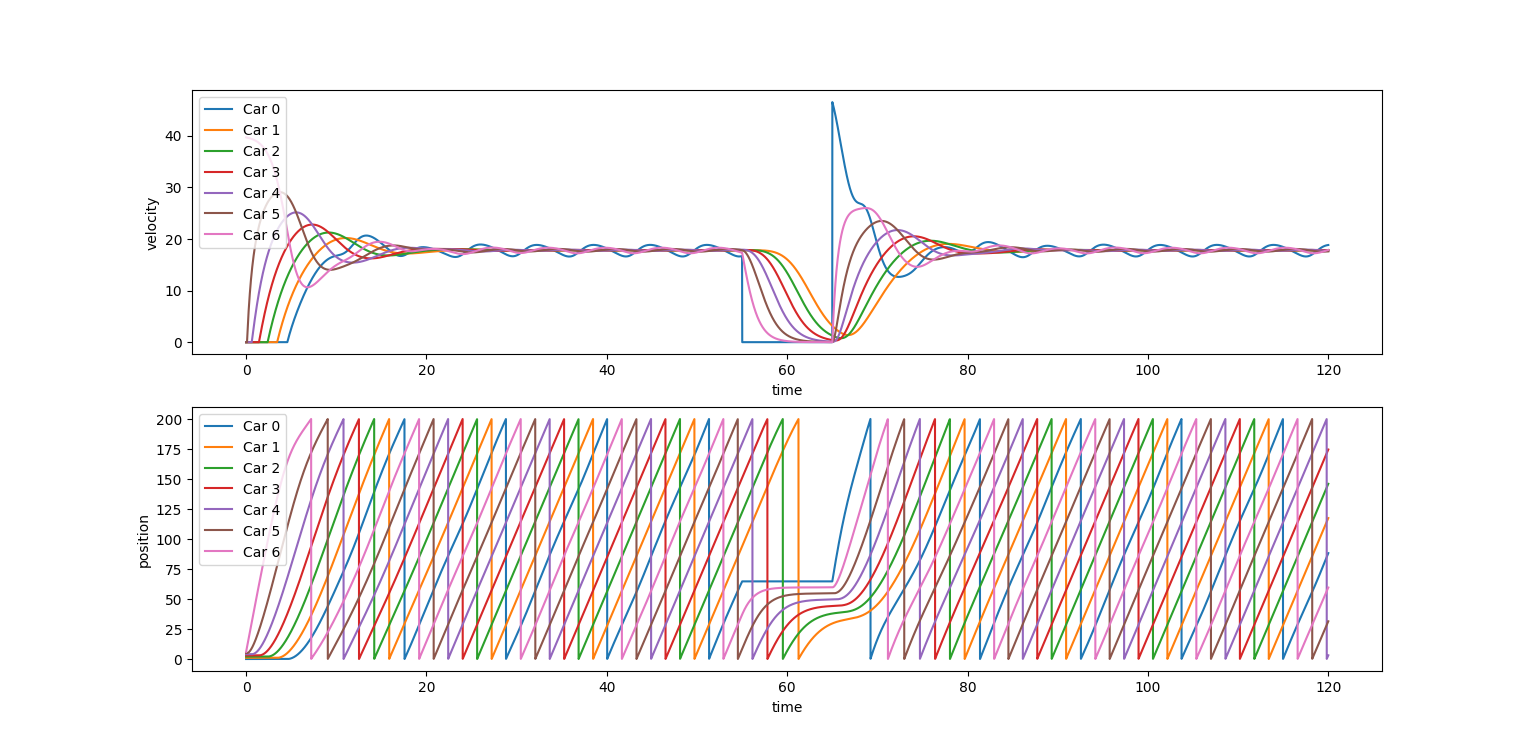 velocity
40
30
20
10
0
Car 0
Car 1
Car 2
Car 3
Car 4
Car 5
Car 6
0 20 40 60 80 100 120
time
position
200
175
150
125
100
75
50
25
0
Car 0
Car 1
Car 2
Car 3
Car 4
Car 5
Car 6
0 20 40 60 80 100 120
time